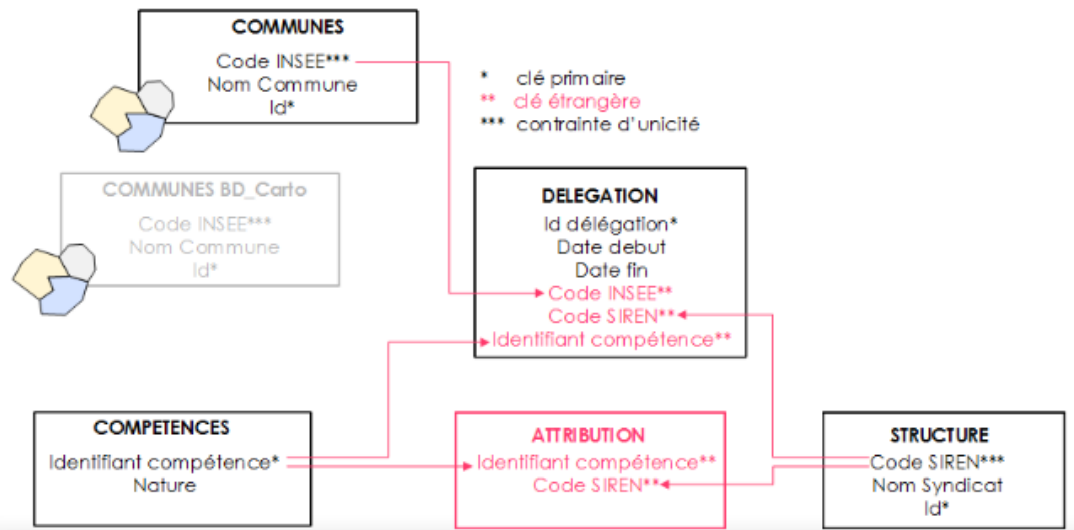 COMMUNES
Code INSEE***
Nom Commune
Id*
* clé primaire
** clé étrangère
*** contrainte d'unicité
COMMUNES BD_Carto
Code INSEE***
Nom Commune
Id*
DELEGATION
Id délégation*
Date debut
Date fin
Code INSEE**
Code SIREN**
Identifiant compétence**
COMPETENCES
Identifiant compétence*
Nature
ATTRIBUTION
Identifiant compétence**
Code SIREN**
STRUCTURE
Code SIREN***
Nom Syndicat
Id*